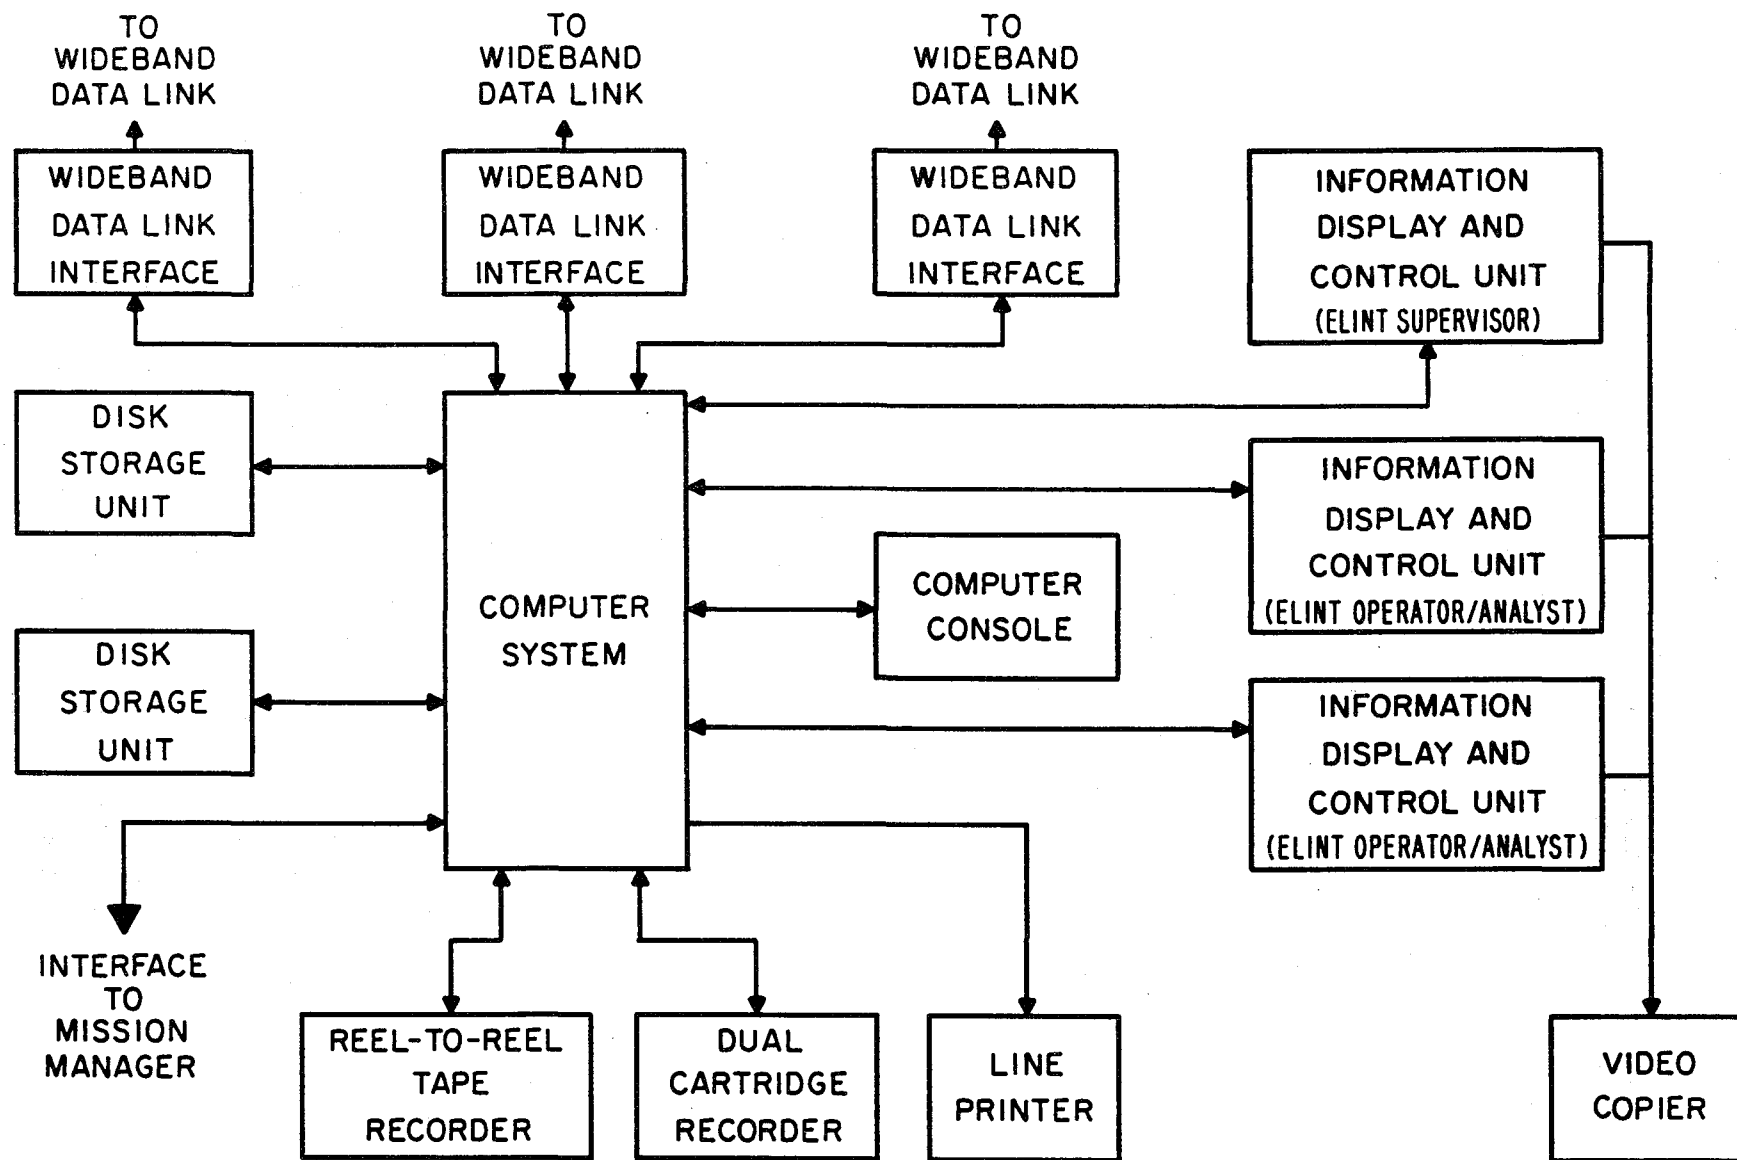 TO
WIDEBAND
DATA LINK
TO
WIDEBAND
DATA LINK
TO
WIDEBAND
DATA LINK
WIDEBAND
DATA LINK
INTERFACE
WIDEBAND
DATA LINK
INTERFACE
WIDEBAND
DATA LINK
INTERFACE
INFORMATION
DISPLAY AND
CONTROL UNIT
(ELINT SUPERVISOR)
DISK
STORAGE
UNIT
INFORMATION
DISPLAY AND
CONTROL UNIT
(ELINT OPERATOR/ANALYST)
COMPUTER
SYSTEM
COMPUTER
CONSOLE
DISK
STORAGE
UNIT
INFORMATION
DISPLAY AND
CONTROL UNIT
(ELINT OPERATOR/ANALYST)
INTERFACE
TO
MISSION
MANAGER
REEL-TO-REEL
TAPE
RECORDER
DUAL
CARTRIDGE
RECORDER
LINE
PRINTER
VIDEO
COPIER